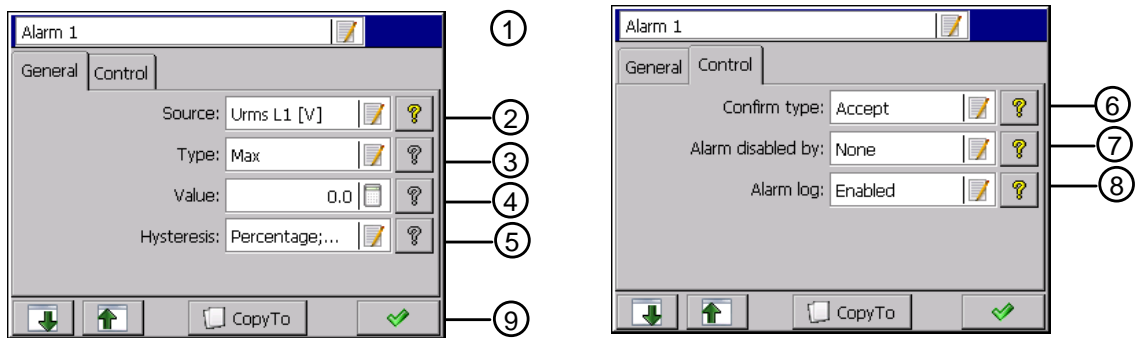 Alarm 1
①
General Control
Source: Urms L1 [V]
②
Type: Max
③
Value: 0.0
④
Hysteresis: Percentage;...
⑤
CopyTo
⑨
Alarm 1
General Control
Confirm type: Accept
⑥
Alarm disabled by: None
⑦
Alarm log: Enabled
⑧
CopyTo